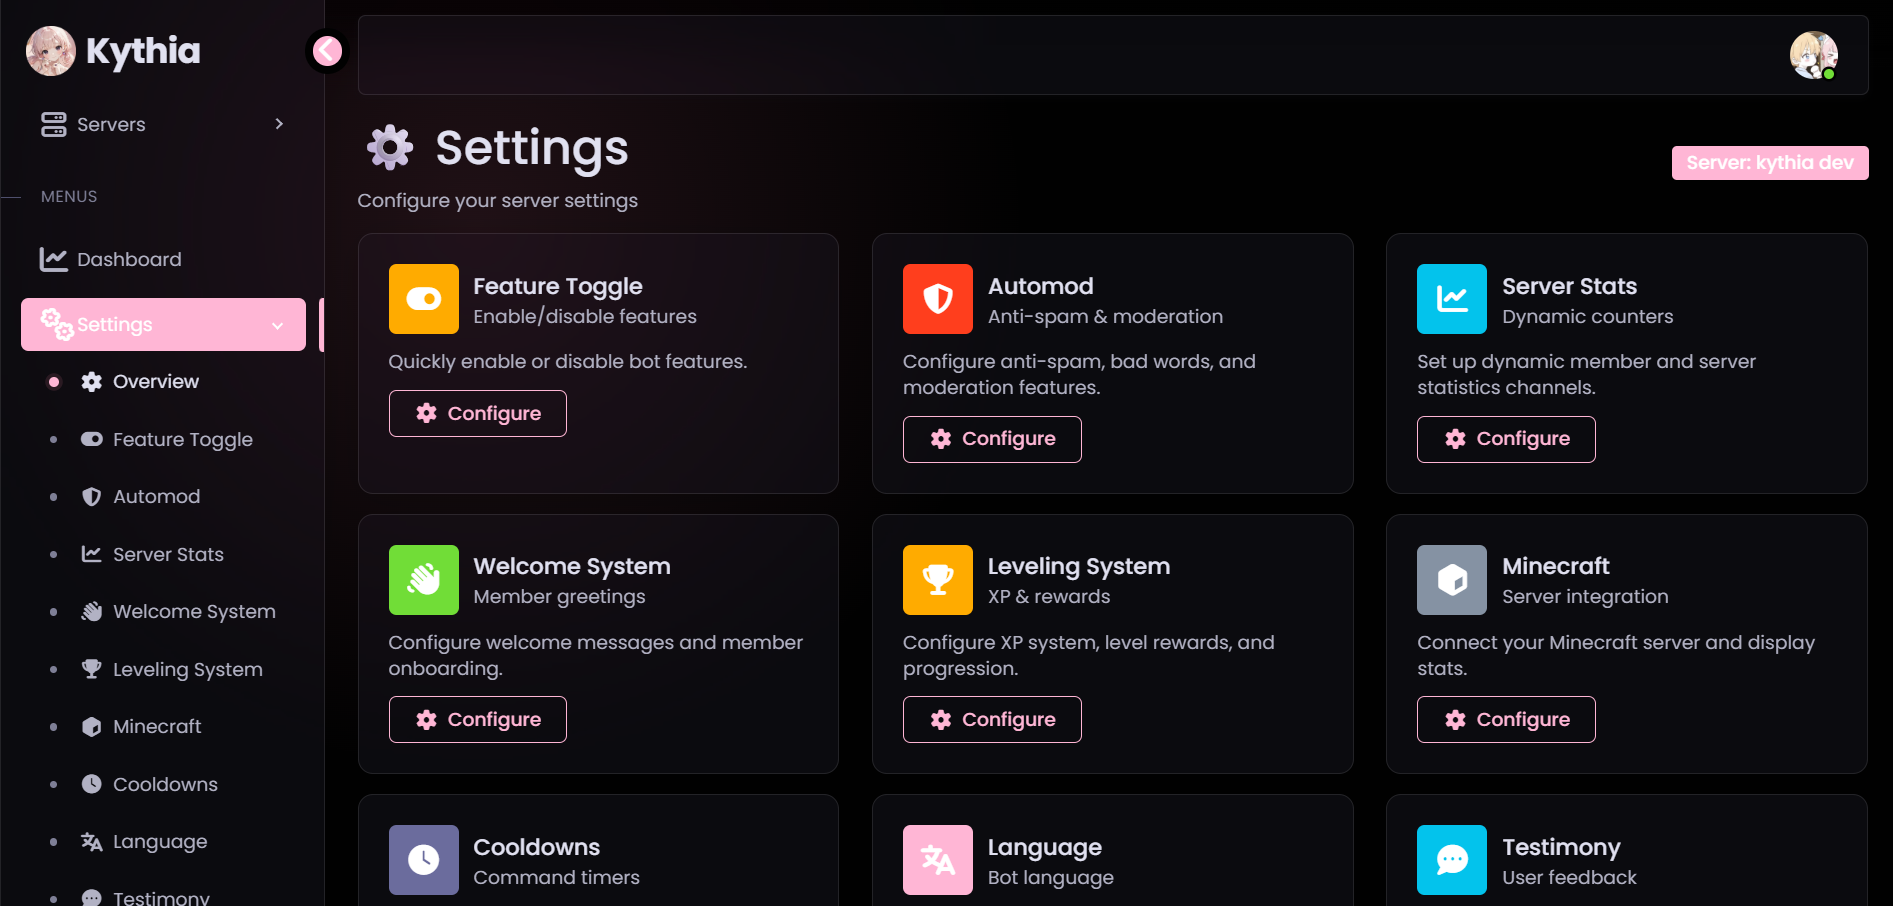 Kythia
Servers
MENUS
Dashboard
Settings
Overview
Feature Toggle
Automod
Server Stats
Welcome System
Leveling System
Minecraft
Cooldowns
Language
Testimony
Settings
Configure your server settings
Server: kythia dev
Feature Toggle
Enable/disable features
Quickly enable or disable bot features.
Configure
Automod
Anti-spam & moderation
Configure anti-spam, bad words, and
moderation features.
Configure
Server Stats
Dynamic counters
Set up dynamic member and server
statistics channels.
Configure
Welcome System
Member greetings
Configure welcome messages and member
onboarding.
Configure
Leveling System
XP & rewards
Configure XP system, level rewards, and
progression.
Configure
Minecraft
Server integration
Connect your Minecraft server and display
stats.
Configure
Cooldowns
Command timers
Language
Bot language
Testimony
User feedback